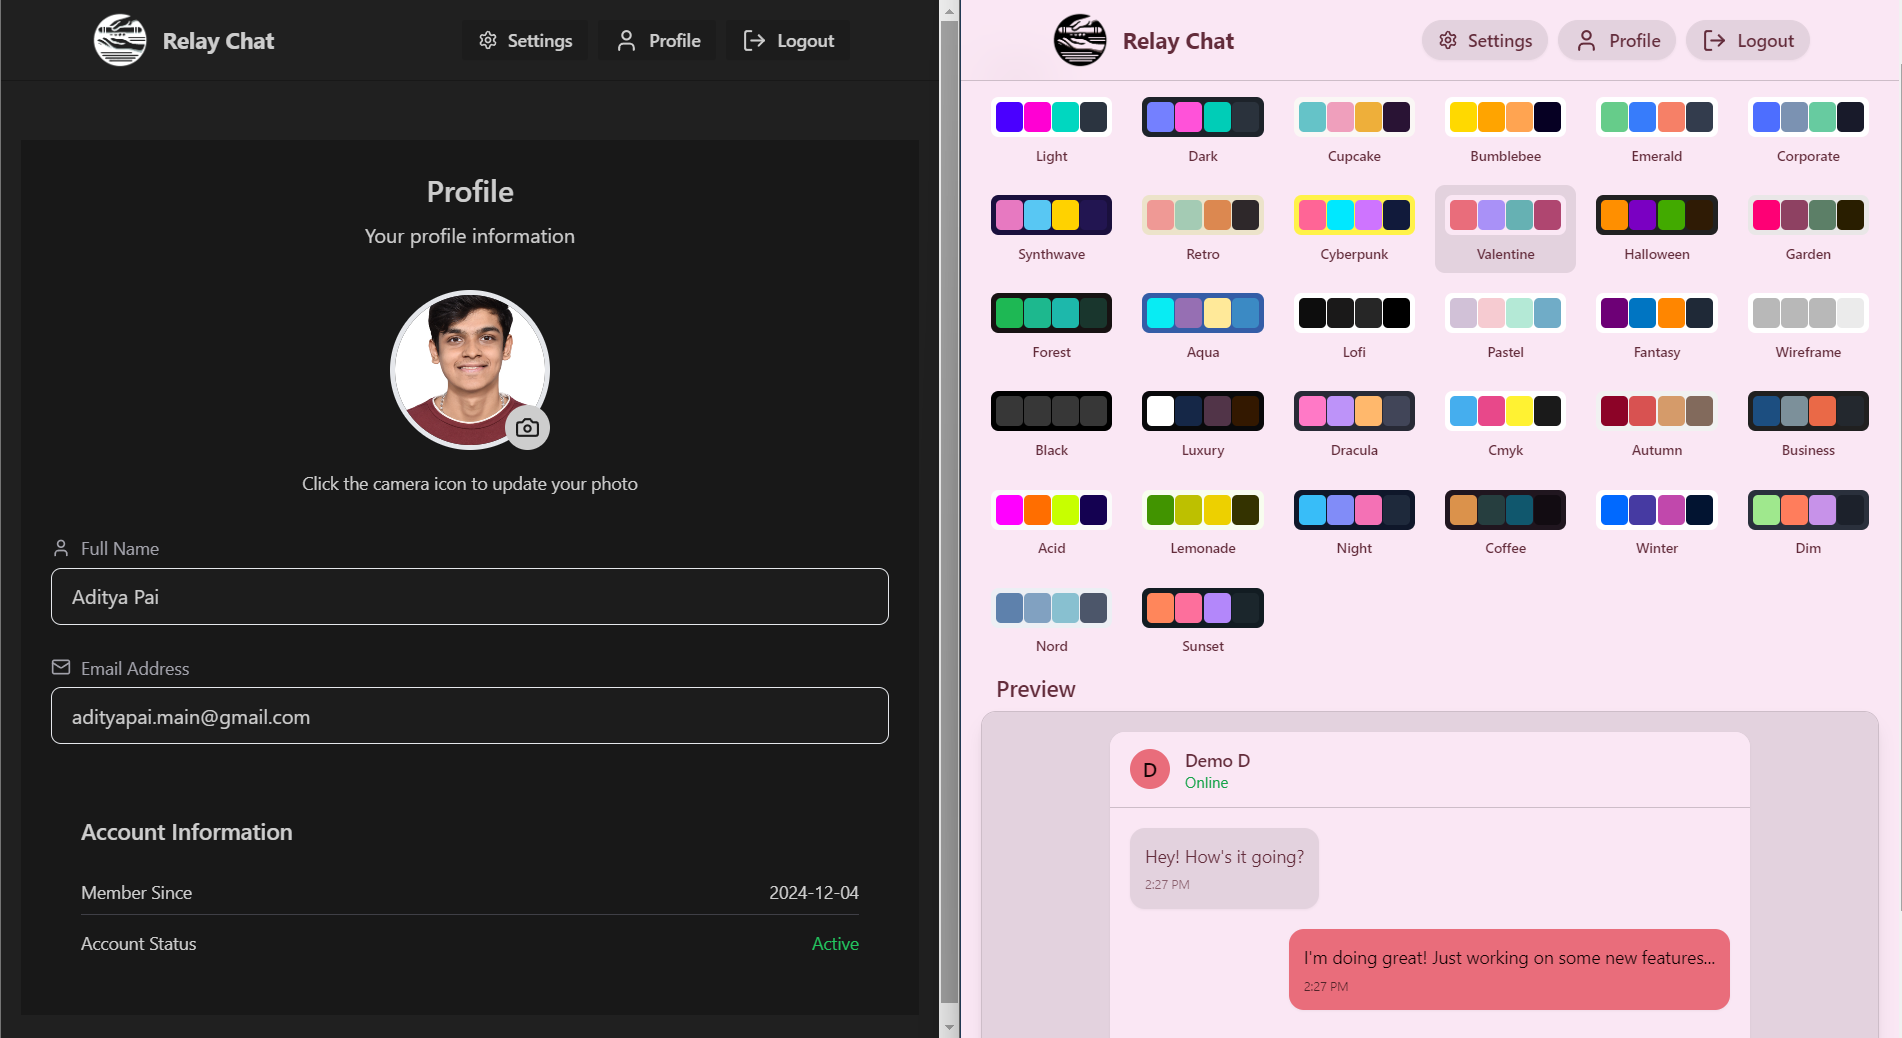 Relay Chat
Settings
Profile
Logout
Profile
Your profile information
Click the camera icon to update your photo
Full Name
Aditya Pai
Email Address
adityapai.main@gmail.com
Account Information
Member Since 2024-12-04
Account Status Active
Relay Chat
Settings
Profile
Logout
Light Dark Cupcake Bumblebee Emerald Corporate
Synthwave Retro Cyberpunk Valentine Halloween Garden
Forest Aqua Lofi Pastel Fantasy Wireframe
Black Luxury Dracula Cmyk Autumn Business
Acid Lemonade Night Coffee Winter Dim
Nord Sunset
Preview
D
Demo D
Online
Hey! How's it going?
2:27 PM
I'm doing great! Just working on some new features...
2:27 PM